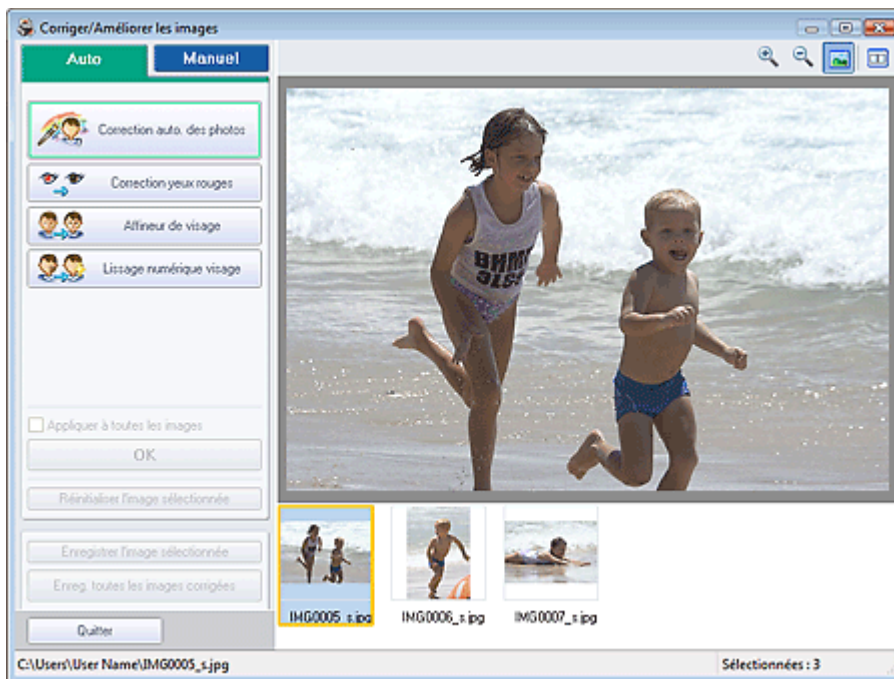 Corriger/Améliorer les images
Auto
Manuel
Correction auto. des photos
Correction yeux rouges
Affineur de visage
Lissage numérique visage
Appliquer à toutes les images
OK
Réinitialiser l'image sélectionnée
Enregistrer l'image sélectionnée
Enreg. toutes les images corrigées
Quitter
IMG0005_s.jpg
IMG0006_s.jpg
IMG0007_s.jpg
C:\Users\User Name\IMG0005_s.jpg
Sélectionnées : 3